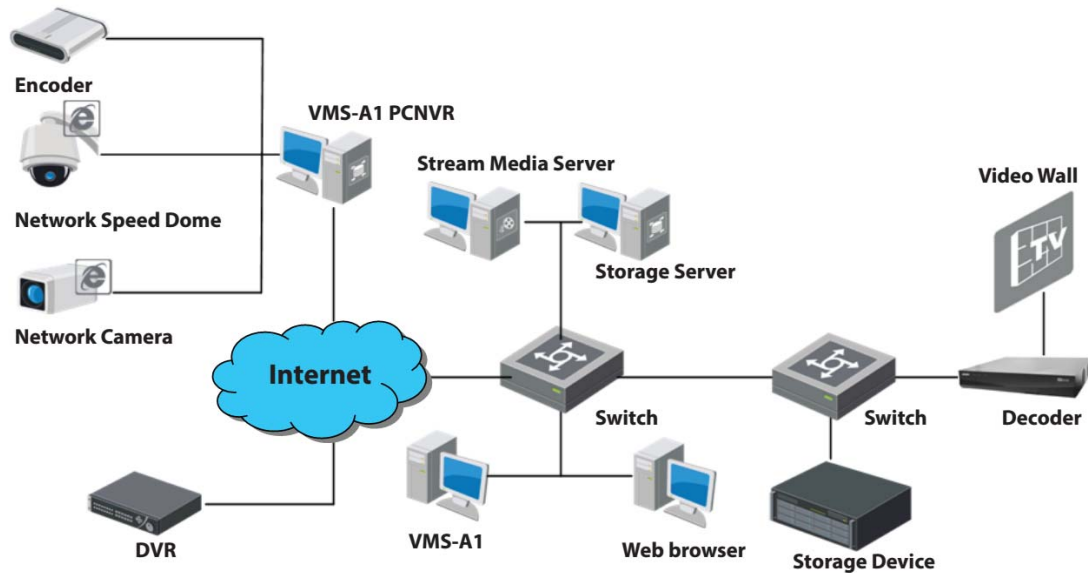 Encoder
VMS-A1 PCNVR
Stream Media Server
Video Wall
Network Speed Dome
TV
Storage Server
Network Camera
Internet
Switch
Switch
Decoder
DVR
VMS-A1
Web browser
Storage Device